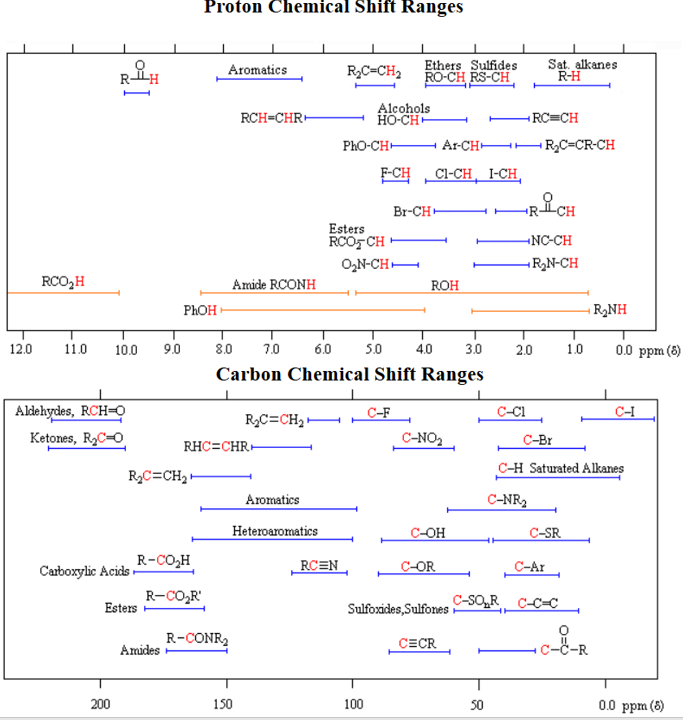 Proton Chemical Shift Ranges
O
R H
Aromatics
R₂C=CH₂
Ethers
RO-CH
Sulfides
RS-CH
Sat. alkanes
R-H
RCH=CHR
Alcohols
HO-CH
RC≡CH
PhO-CH
Ar-CH
R₂C=CR-CH
F-CH
Cl-CH
I-CH
Br-CH
O
R CH
Esters
RCO₂-CH
NC-CH
O₂N-CH
R₂N-CH
RCO₂H
Amide RCONH
ROH
PhOH
R₂NH
12.0 11.0 10.0 9.0 8.0 7.0 6.0 5.0 4.0 3.0 2.0 1.0 0.0 ppm (δ)
Carbon Chemical Shift Ranges
Aldehydes, RCH=O
R₂C=CH₂
C-F
C-Cl
C-I
Ketones, R₂C=O
RHC=CHR
C-NO₂
C-Br
R₂C=CH₂
C-H Saturated Alkanes
Aromatics
C-NR₂
Heteroaromatics
C-OH
C-SR
R-CO₂H
Carboxylic Acids
RC≡N
C-OR
C-Ar
R-CO₂R'
Esters
Sulfoxides,Sulfones
C-SOₙR
C-C=C
R-CONR₂
Amides
C≡CR
O
C-C-R
200 150 100 50 0.0 ppm (δ)